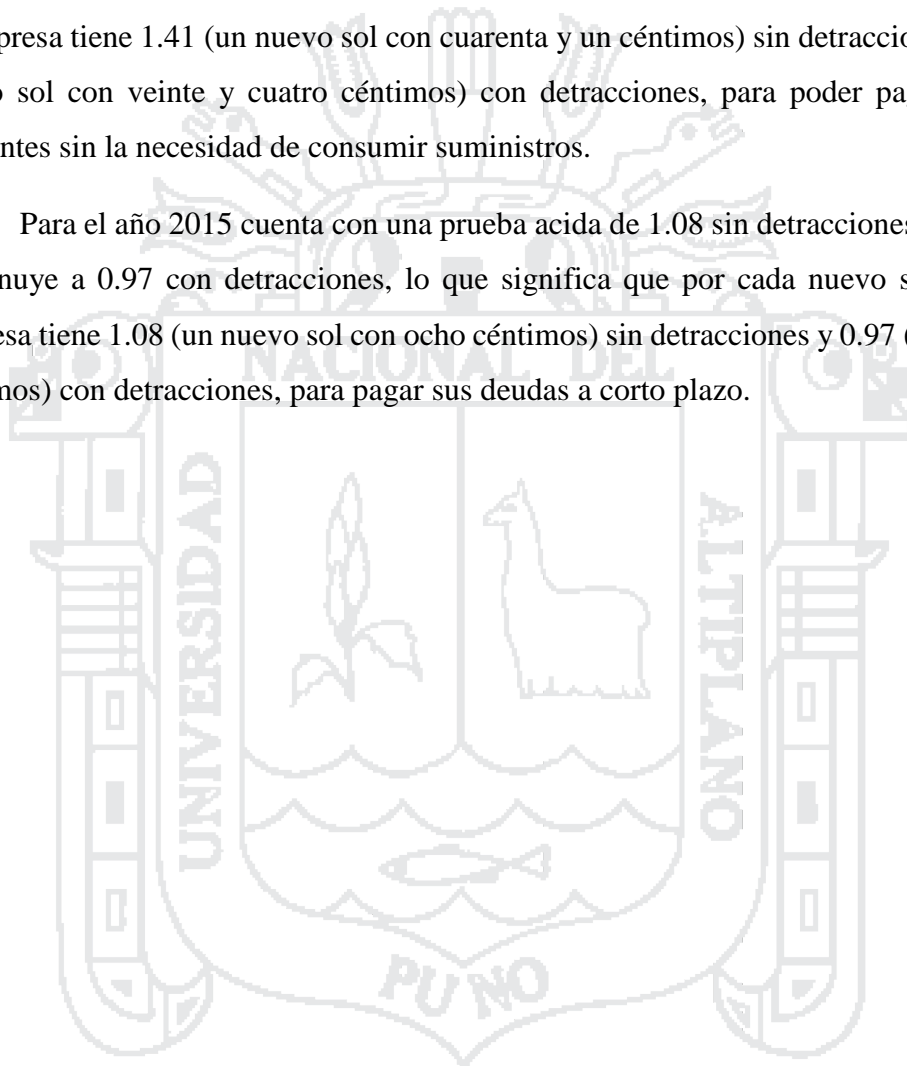 presa tiene 1.41 (un nuevo sol con cuarenta y un céntimos) sin detraccio
sol con veinte y cuatro céntimos) con detracciones, para poder pa
ntes sin la necesidad de consumir suministros.
Para el año 2015 cuenta con una prueba acida de 1.08 sin detracciones
nuye a 0.97 con detracciones, lo que significa que por cada nuevo s
esa tiene 1.08 (un nuevo sol con ocho céntimos) sin detracciones y 0.97 (
mos) con detracciones, para pagar sus deudas a corto plazo.
NACIONAL DEL
UNIVERSIDAD
ALTIPLANO
PUNO